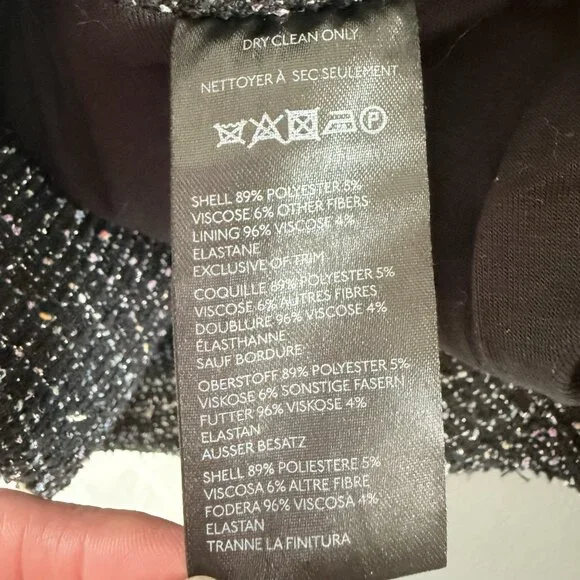 DRY CLEAN ONLY
NETTOYER À SEC SEULEMENT
P
SHELL 89% POLYESTER 5%
VISCOSE 6% OTHER FIBERS
LINING 96% VISCOSE 4%
ELASTANE
EXCLUSIVE OF TRIM
COQUILLE 89% POLYESTER 5%
VISCOSE 6% AUTRES FIBRES
DOUBLURE 96% VISCOSE 4%
ÉLASTHANNE
SAUF BORDURE
OBERSTOFF 89% POLYESTER 5%
VISKOSE 6% SONSTIGE FASERN
FUTTER 96% VISKOSE 4%
ELASTAN
AUSSER BESATZ
SHELL 89% POLIESTERE 5%
VISCOSA 6% ALTRE FIBRE
FODERA 96% VISCOSA 4%
ELASTAN
TRANNE LA FINITURA